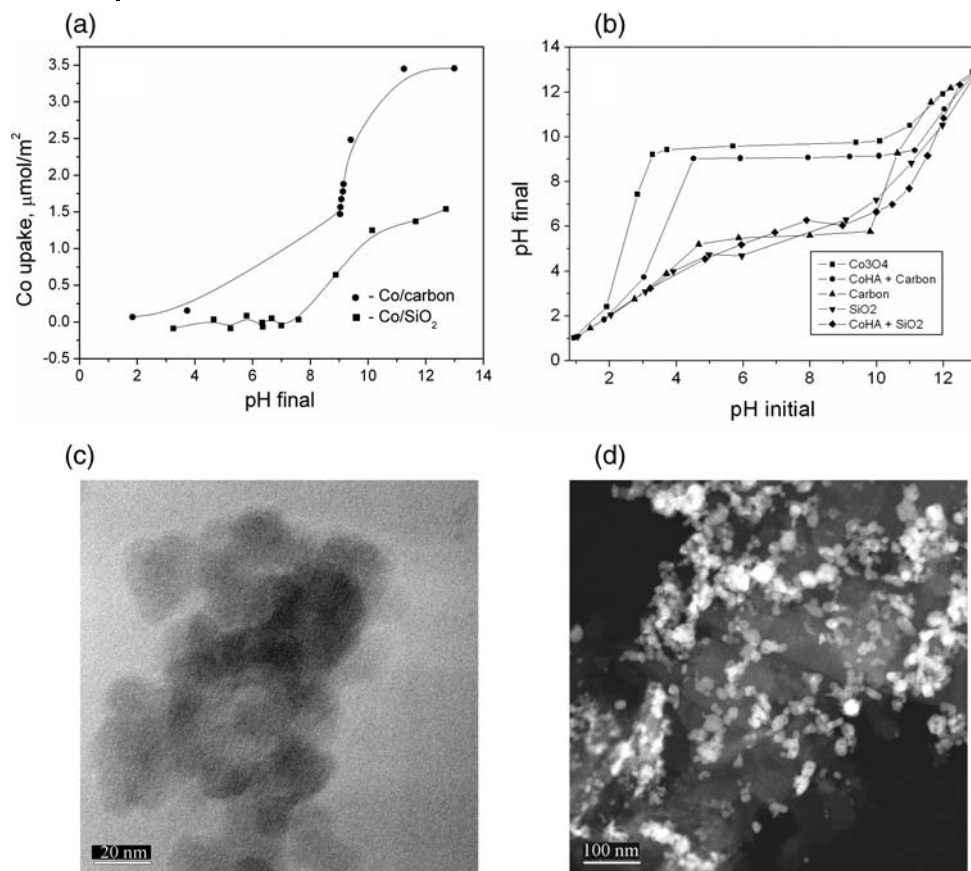 (a)
Co upake, μmol/m²
3.5
3.0
2.5
2.0
1.5
1.0
0.5
0.0
-0.5
0 2 4 6 8 10 12 14
pH final
- Co/carbon
- Co/SiO₂
(b)
pH final
14
12
10
8
6
4
2
0
2 4 6 8 10 12
pH initial
Co3O4
CoHA + Carbon
Carbon
SiO2
CoHA + SiO2
(c)
20 nm
(d)
100 nm